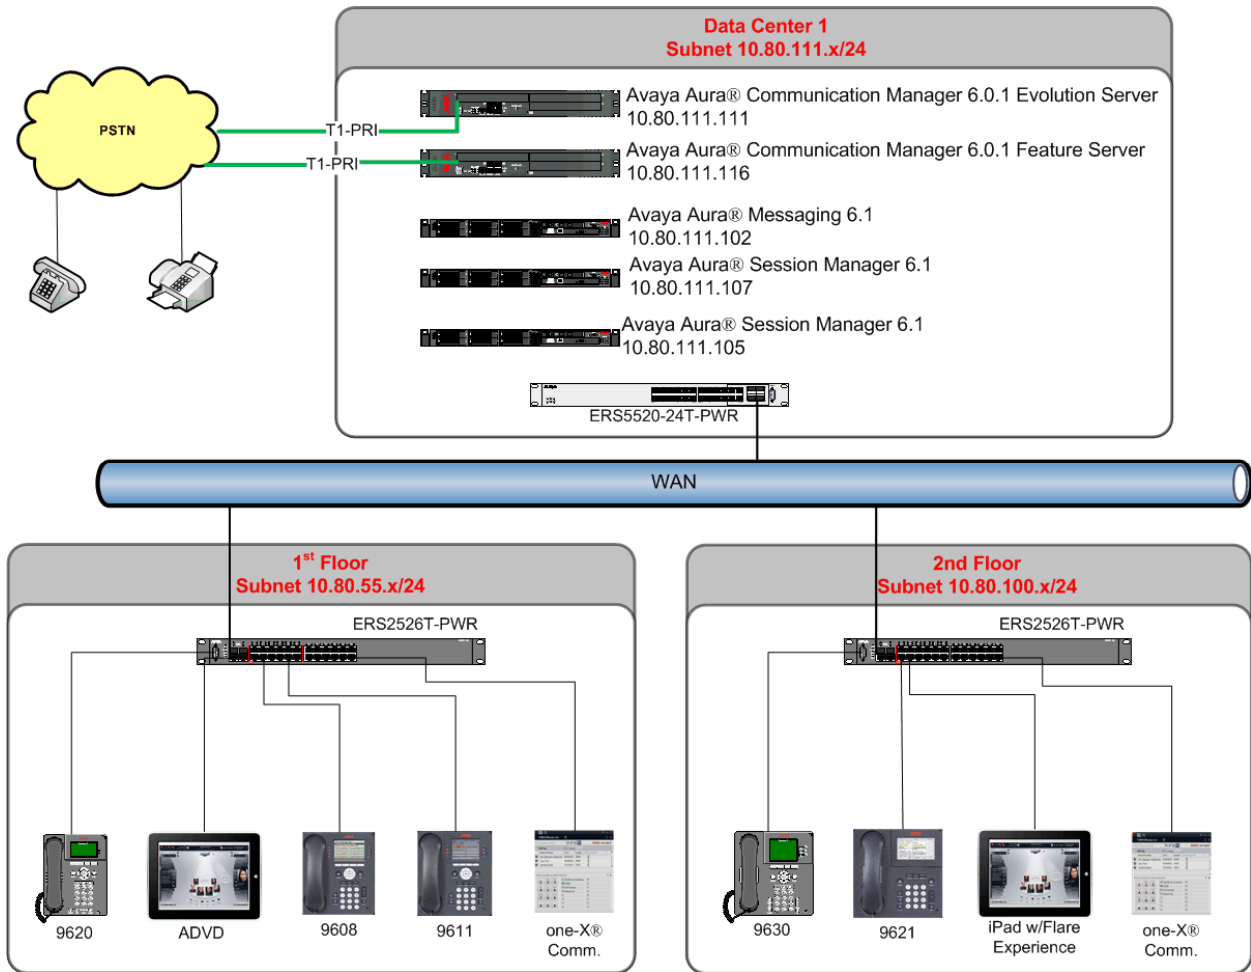 Data Center 1
Subnet 10.80.111.x/24
PSTN
T1-PRI
T1-PRI
Avaya Aura® Communication Manager 6.0.1 Evolution Server
10.80.111.111
Avaya Aura® Communication Manager 6.0.1 Feature Server
10.80.111.116
Avaya Aura® Messaging 6.1
10.80.111.102
Avaya Aura® Session Manager 6.1
10.80.111.107
Avaya Aura® Session Manager 6.1
10.80.111.105
ERS5520-24T-PWR
WAN
1st Floor
Subnet 10.80.55.x/24
ERS2526T-PWR
9620
ADVD
9608
9611
one-X®
Comm.
2nd Floor
Subnet 10.80.100.x/24
ERS2526T-PWR
9630
9621
iPad w/Flare
Experience
one-X®
Comm.